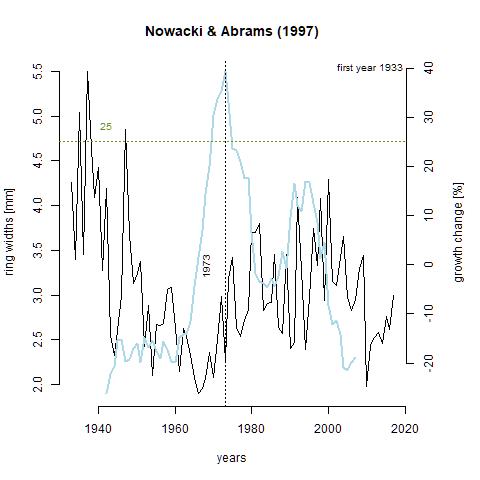 Nowacki & Abrams (1997)
first year 1933
ring widths [mm]
5.5
5.0
4.5
4.0
3.5
3.0
2.5
2.0
25
1973
40
30
20
10
0
-10
-20
growth change [%]
1940 1960 1980 2000 2020
years